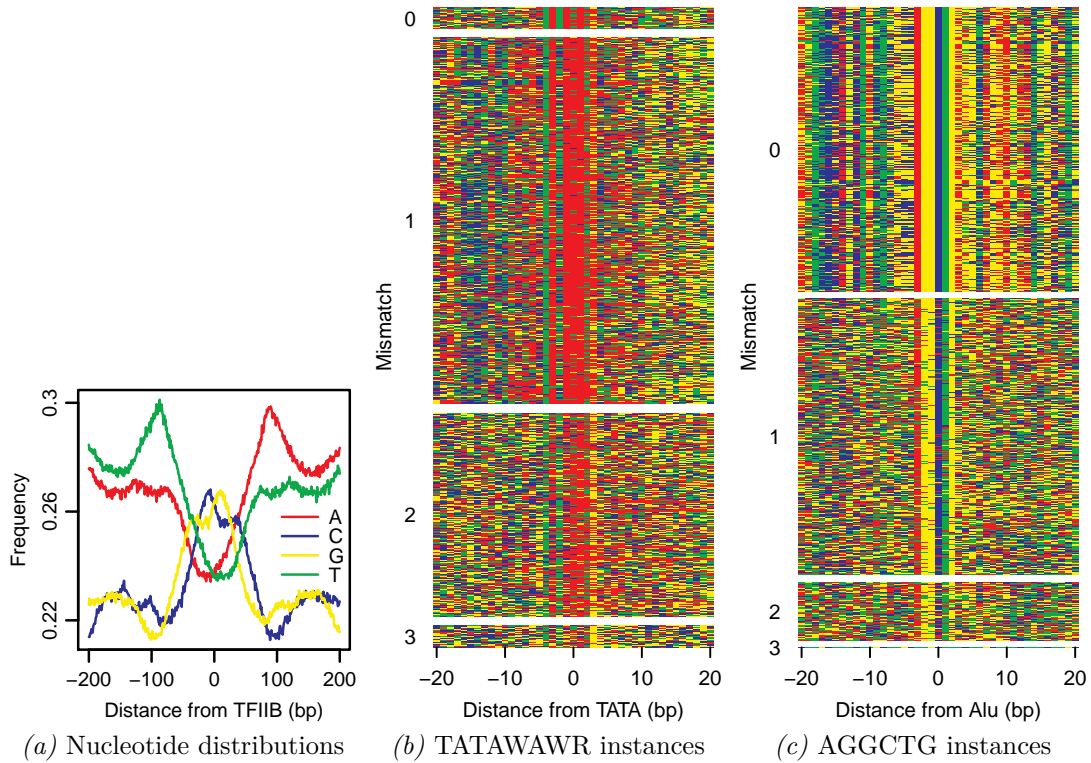 0.3
0.26
0.22
Frequency
A
C
G
T
−200
−100
0
100
200
Distance from TFIIB (bp)
(a) Nucleotide distributions
0
1
2
3
Mismatch
−20
−10
0
10
20
Distance from TATA (bp)
(b) TATAWAWR instances
0
1
2
3
Mismatch
−20
−10
0
10
20
Distance from Alu (bp)
(c) AGGCTG instances